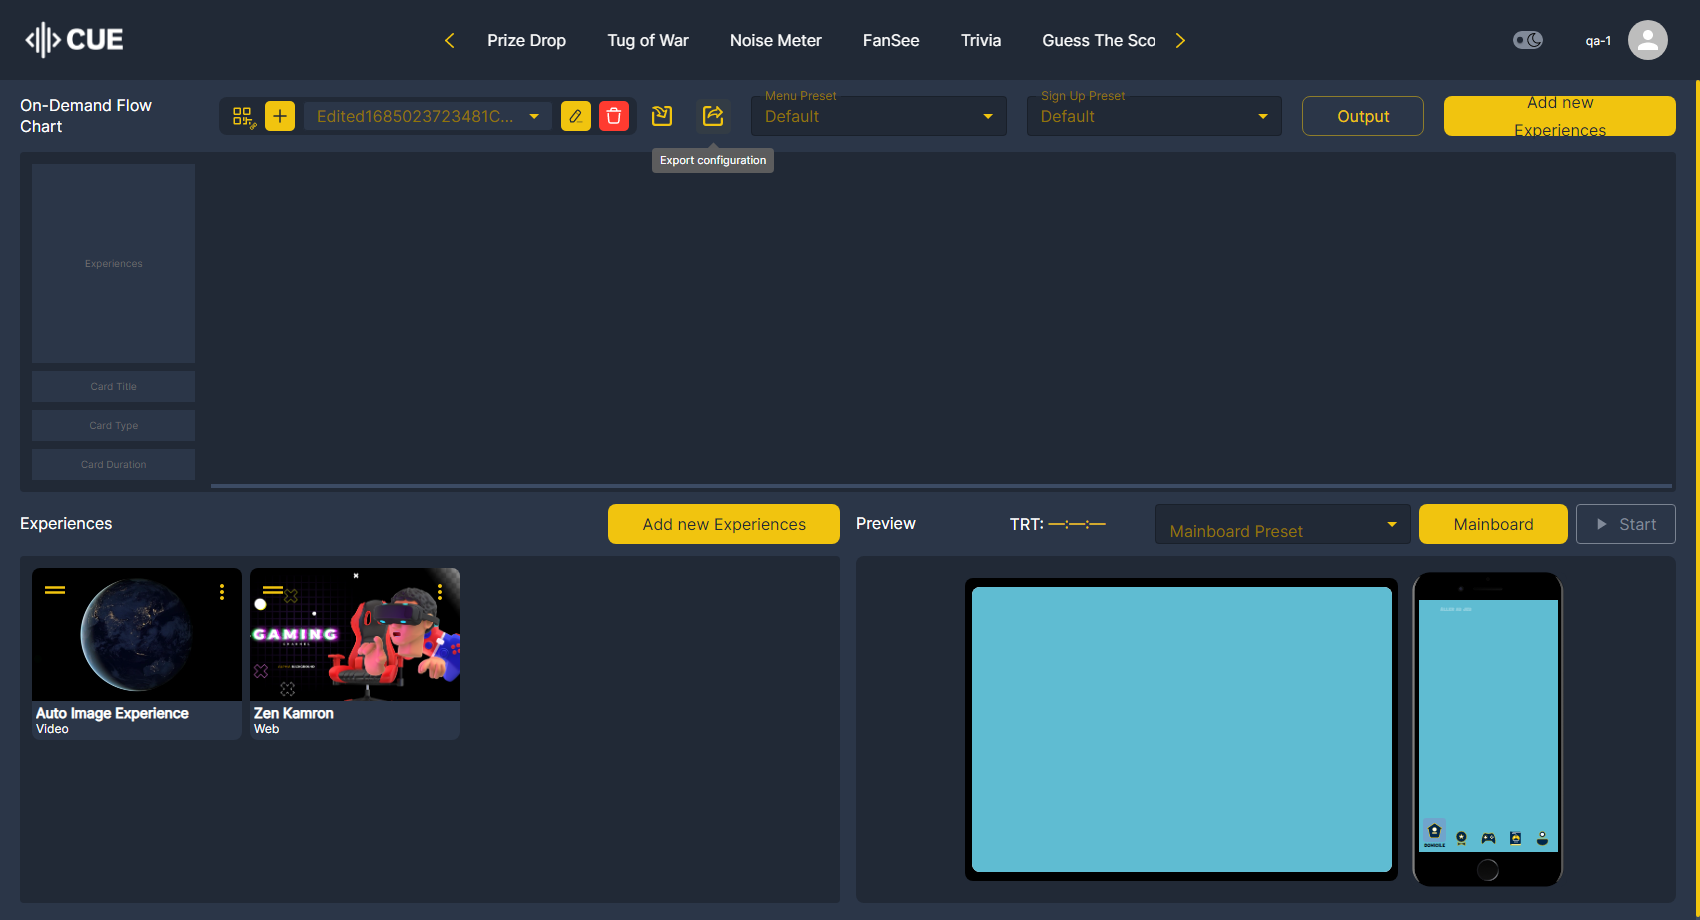 CUE
Prize Drop
Tug of War
Noise Meter
FanSee
Trivia
Guess The Sco
qa-1
On-Demand Flow
Chart
Edited1685023723481C...
Menu Preset
Default
Sign Up Preset
Default
Output
Add new
Experiences
Export configuration
Experiences
Card Title
Card Type
Card Duration
Experiences
Add new Experiences
Preview
TRT: —:—:—
Mainboard Preset
Mainboard
Start
GAMING
Auto Image Experience
Video
Zen Kamron
Web
DOMICILE